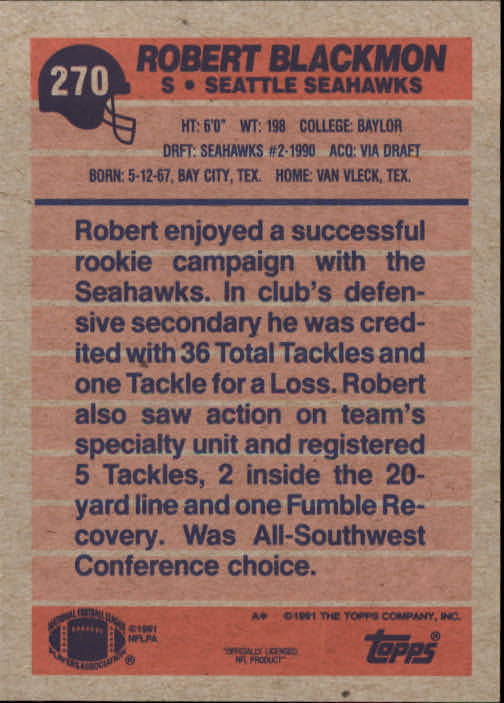 270
ROBERT BLACKMON
S • SEATTLE SEAHAWKS
HT: 6'0" WT: 198 COLLEGE: BAYLOR
DRFT: SEAHAWKS #2-1990 ACQ: VIA DRAFT
BORN: 5-12-67, BAY CITY, TEX. HOME: VAN VLECK, TEX.
Robert enjoyed a successful
rookie campaign with the
Seahawks. In club's defen-
sive secondary he was cred-
ited with 36 Total Tackles and
one Tackle for a Loss. Robert
also saw action on team's
specialty unit and registered
5 Tackles, 2 inside the 20-
yard line and one Fumble Re-
covery. Was All-Southwest
Conference choice.
NATIONAL FOOTBALL LEAGUE
PLAYERS ASSOCIATION
®
©1991
NFLPA
A* ©1991 THE TOPPS COMPANY, INC.
"OFFICIALLY LICENSED
NFL PRODUCT"
topps®